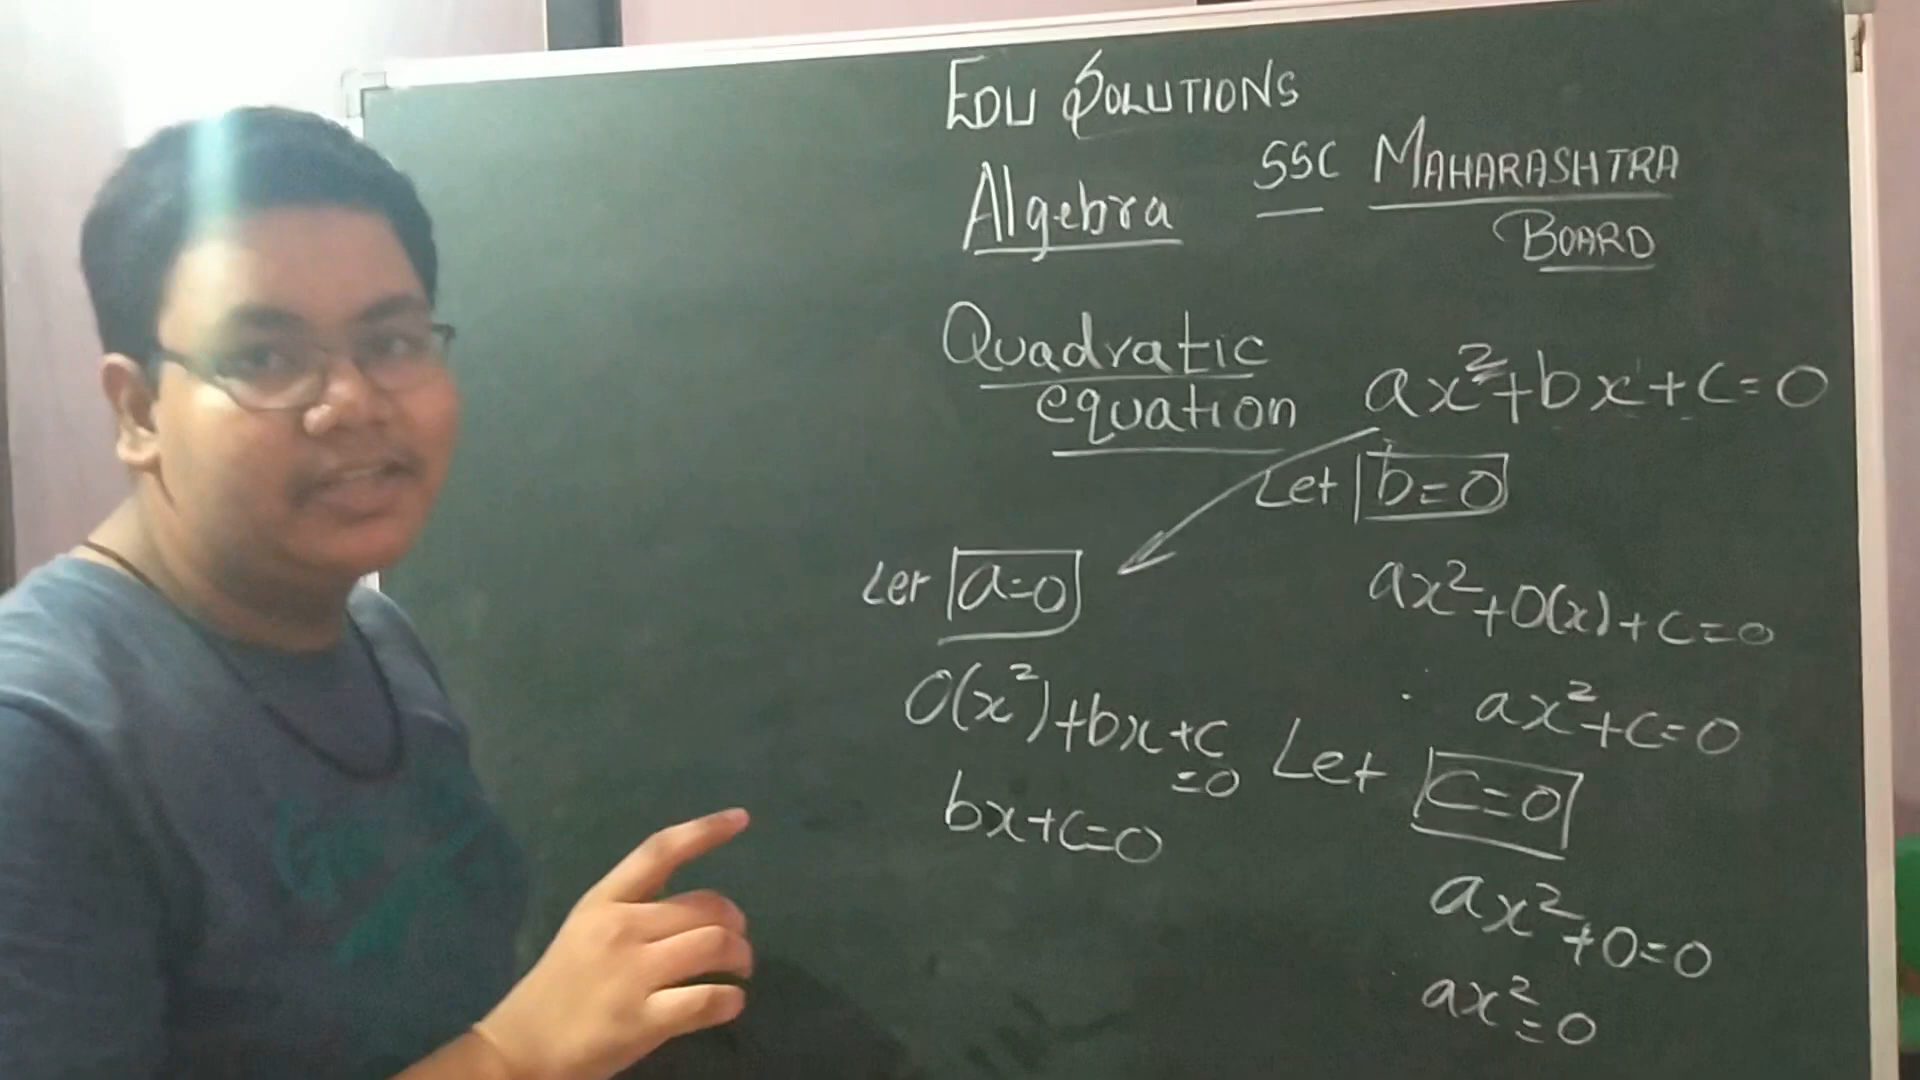 EDU SOLUTIONS
Algebra SSC MAHARASHTRA
BOARD
Quadratic
equation
ax²+bx+c=0
Let b=0
ax²+0(x)+c=0
ax²+c=0
Let a=0
0(x²)+bx+c
=0
bx+c=0
Let c=0
ax²+0=0
ax²=0